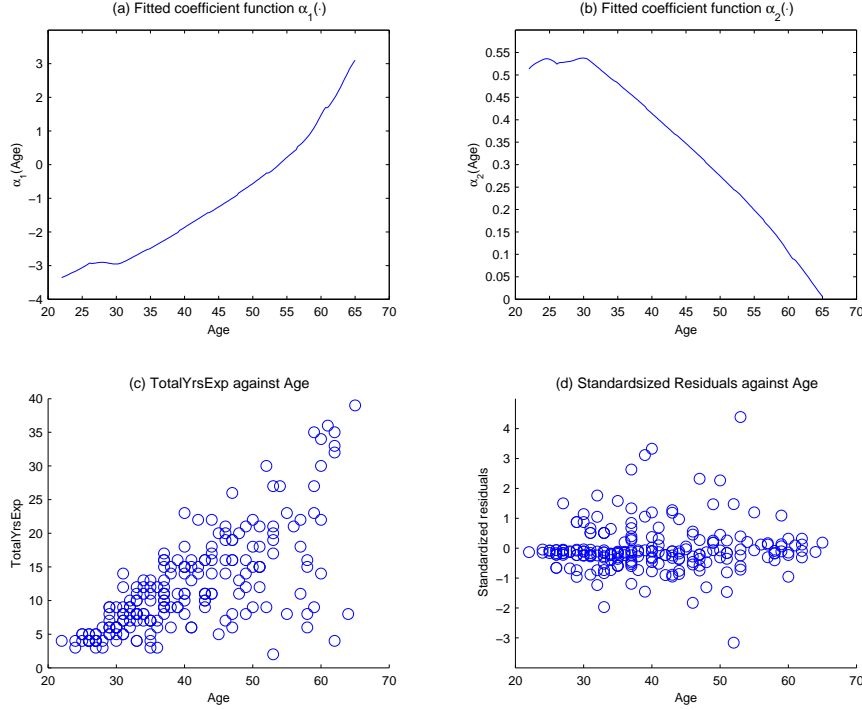 (a) Fitted coefficient function α1(·)
3
2
1
0
−1
−2
−3
−4
α1(Age)
20 25 30 35 40 45 50 55 60 65 70
Age
(b) Fitted coefficient function α2(·)
0.55
0.5
0.45
0.4
0.35
0.3
0.25
0.2
0.15
0.1
0.05
0
α2(Age)
20 25 30 35 40 45 50 55 60 65 70
Age
(c) TotalYrsExp against Age
40
35
30
25
20
15
10
5
0
TotalYrsExp
20 30 40 50 60 70
Age
(d) Standardsized Residuals against Age
4
3
2
1
0
−1
−2
−3
Standardized residuals
20 30 40 50 60 70
Age